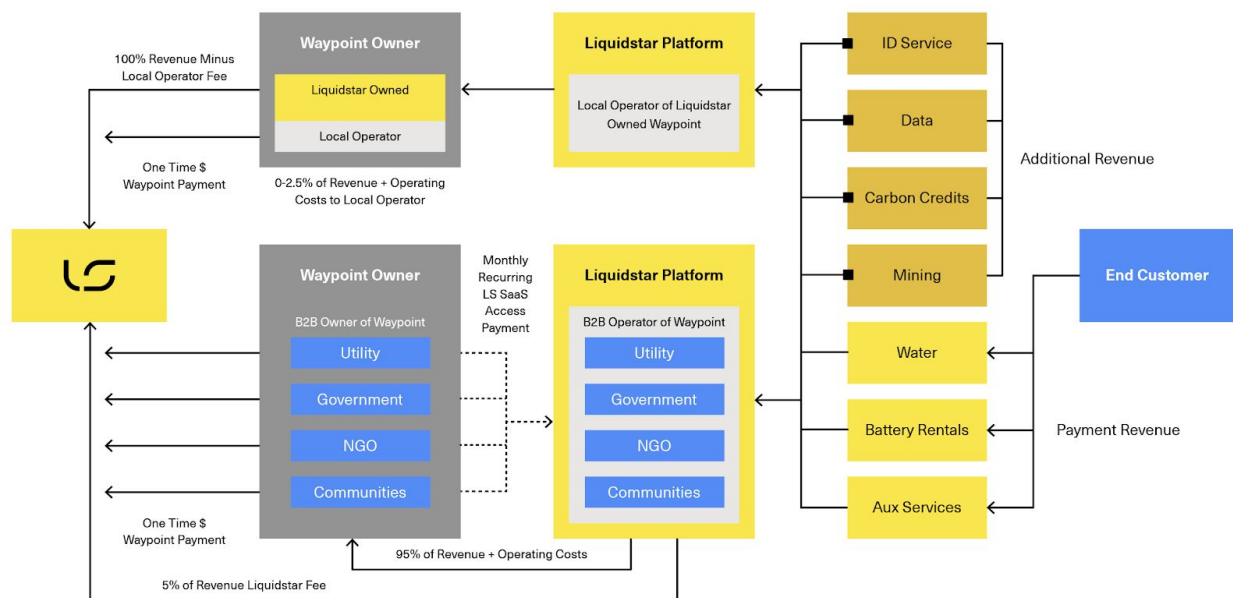 Waypoint Owner
Liquidstar Owned
Local Operator
100% Revenue Minus
Local Operator Fee
One Time $
Waypoint Payment
0-2.5% of Revenue + Operating
Costs to Local Operator
Liquidstar Platform
Local Operator of Liquidstar
Owned Waypoint
ID Service
Data
Carbon Credits
Mining
Additional Revenue
LS
Waypoint Owner
B2B Owner of Waypoint
Utility
Government
NGO
Communities
Monthly
Recurring
LS SaaS
Access
Payment
Liquidstar Platform
B2B Operator of Waypoint
Utility
Government
NGO
Communities
Water
Battery Rentals
Aux Services
End Customer
Payment Revenue
One Time $
Waypoint Payment
95% of Revenue + Operating Costs
5% of Revenue Liquidstar Fee